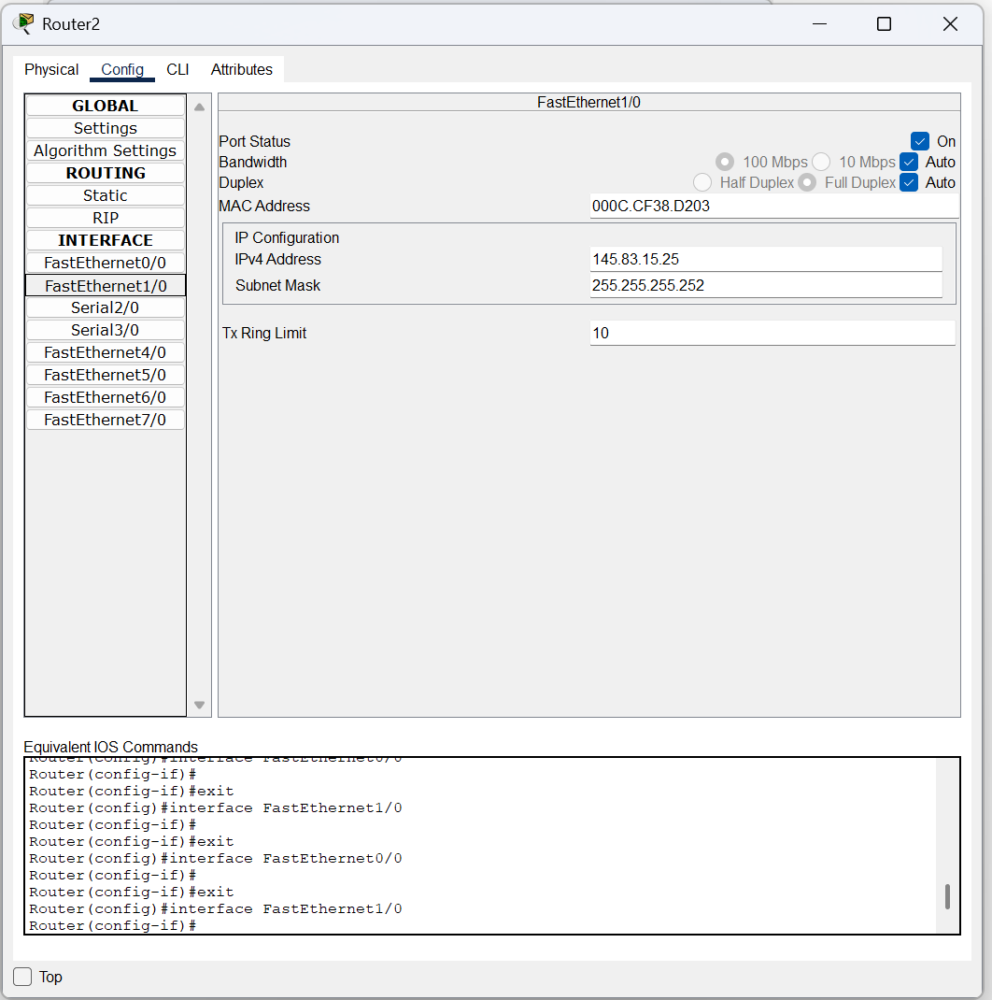 Router2
Physical Config CLI Attributes
GLOBAL
Settings
Algorithm Settings
ROUTING
Static
RIP
INTERFACE
FastEthernet0/0
FastEthernet1/0
Serial2/0
Serial3/0
FastEthernet4/0
FastEthernet5/0
FastEthernet6/0
FastEthernet7/0
FastEthernet1/0
Port Status On
Bandwidth 100 Mbps 10 Mbps Auto
Duplex Half Duplex Full Duplex Auto
MAC Address 000C.CF38.D203
IP Configuration
IPv4 Address 145.83.15.25
Subnet Mask 255.255.255.252
Tx Ring Limit 10
Equivalent IOS Commands
Router(config)#interface FastEthernet0/0
Router(config-if)#
Router(config-if)#exit
Router(config)#interface FastEthernet1/0
Router(config-if)#
Router(config-if)#exit
Router(config)#interface FastEthernet0/0
Router(config-if)#
Router(config-if)#exit
Router(config)#interface FastEthernet1/0
Router(config-if)#
Top